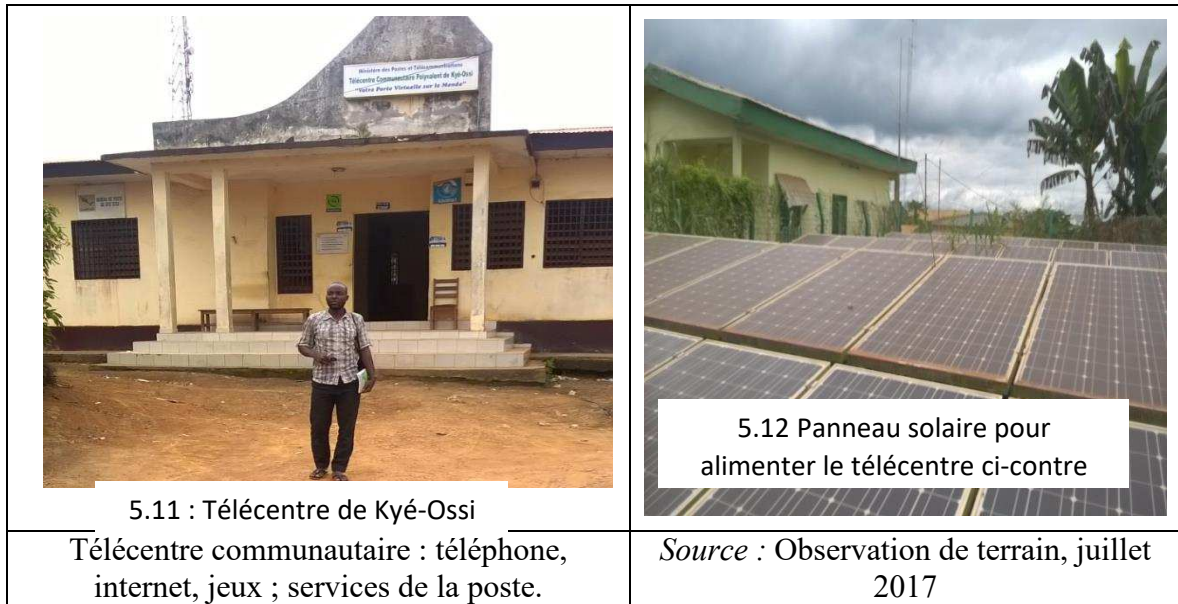 Ministère des Postes et Télécommunications
Télécentre Communautaire Polyvalent de Kyé-Ossi
"Votre Porte Virtuelle sur le Monde"
5.11 : Télécentre de Kyé-Ossi
5.12 Panneau solaire pour
alimenter le télécentre ci-contre
Télécentre communautaire : téléphone,
internet, jeux ; services de la poste.
Source : Observation de terrain, juillet
2017